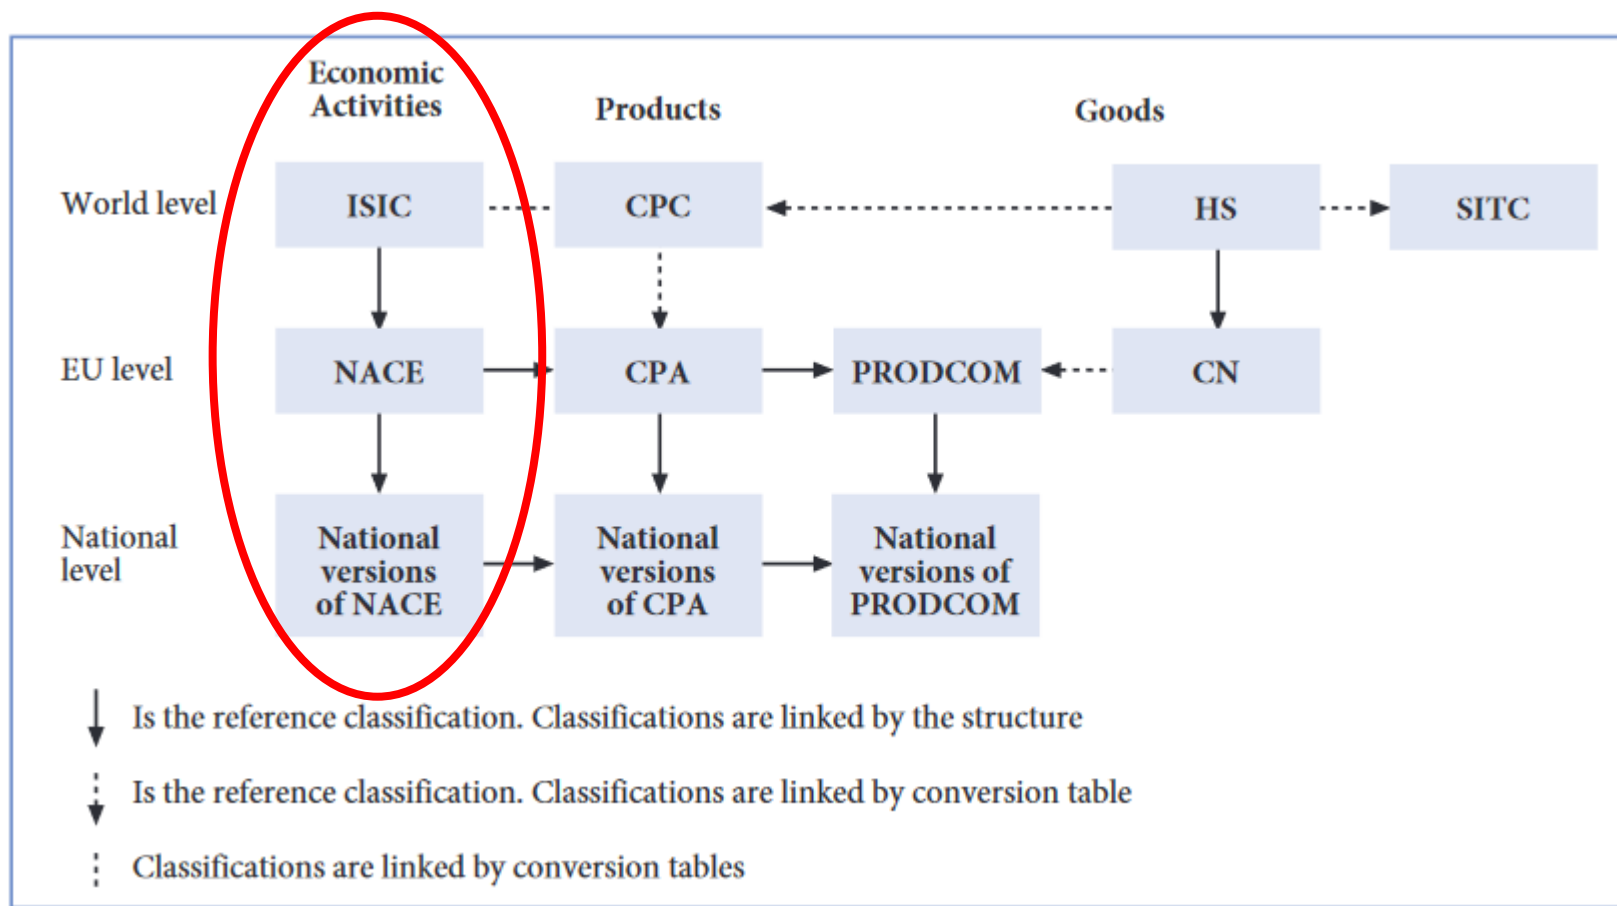 Economic
Activities
Products
Goods
World level
ISIC
CPC
HS
SITC
EU level
NACE
CPA
PRODCOM
CN
National
level
National
versions
of NACE
National
versions
of CPA
National
versions of
PRODCOM
Is the reference classification. Classifications are linked by the structure
Is the reference classification. Classifications are linked by conversion table
Classifications are linked by conversion tables